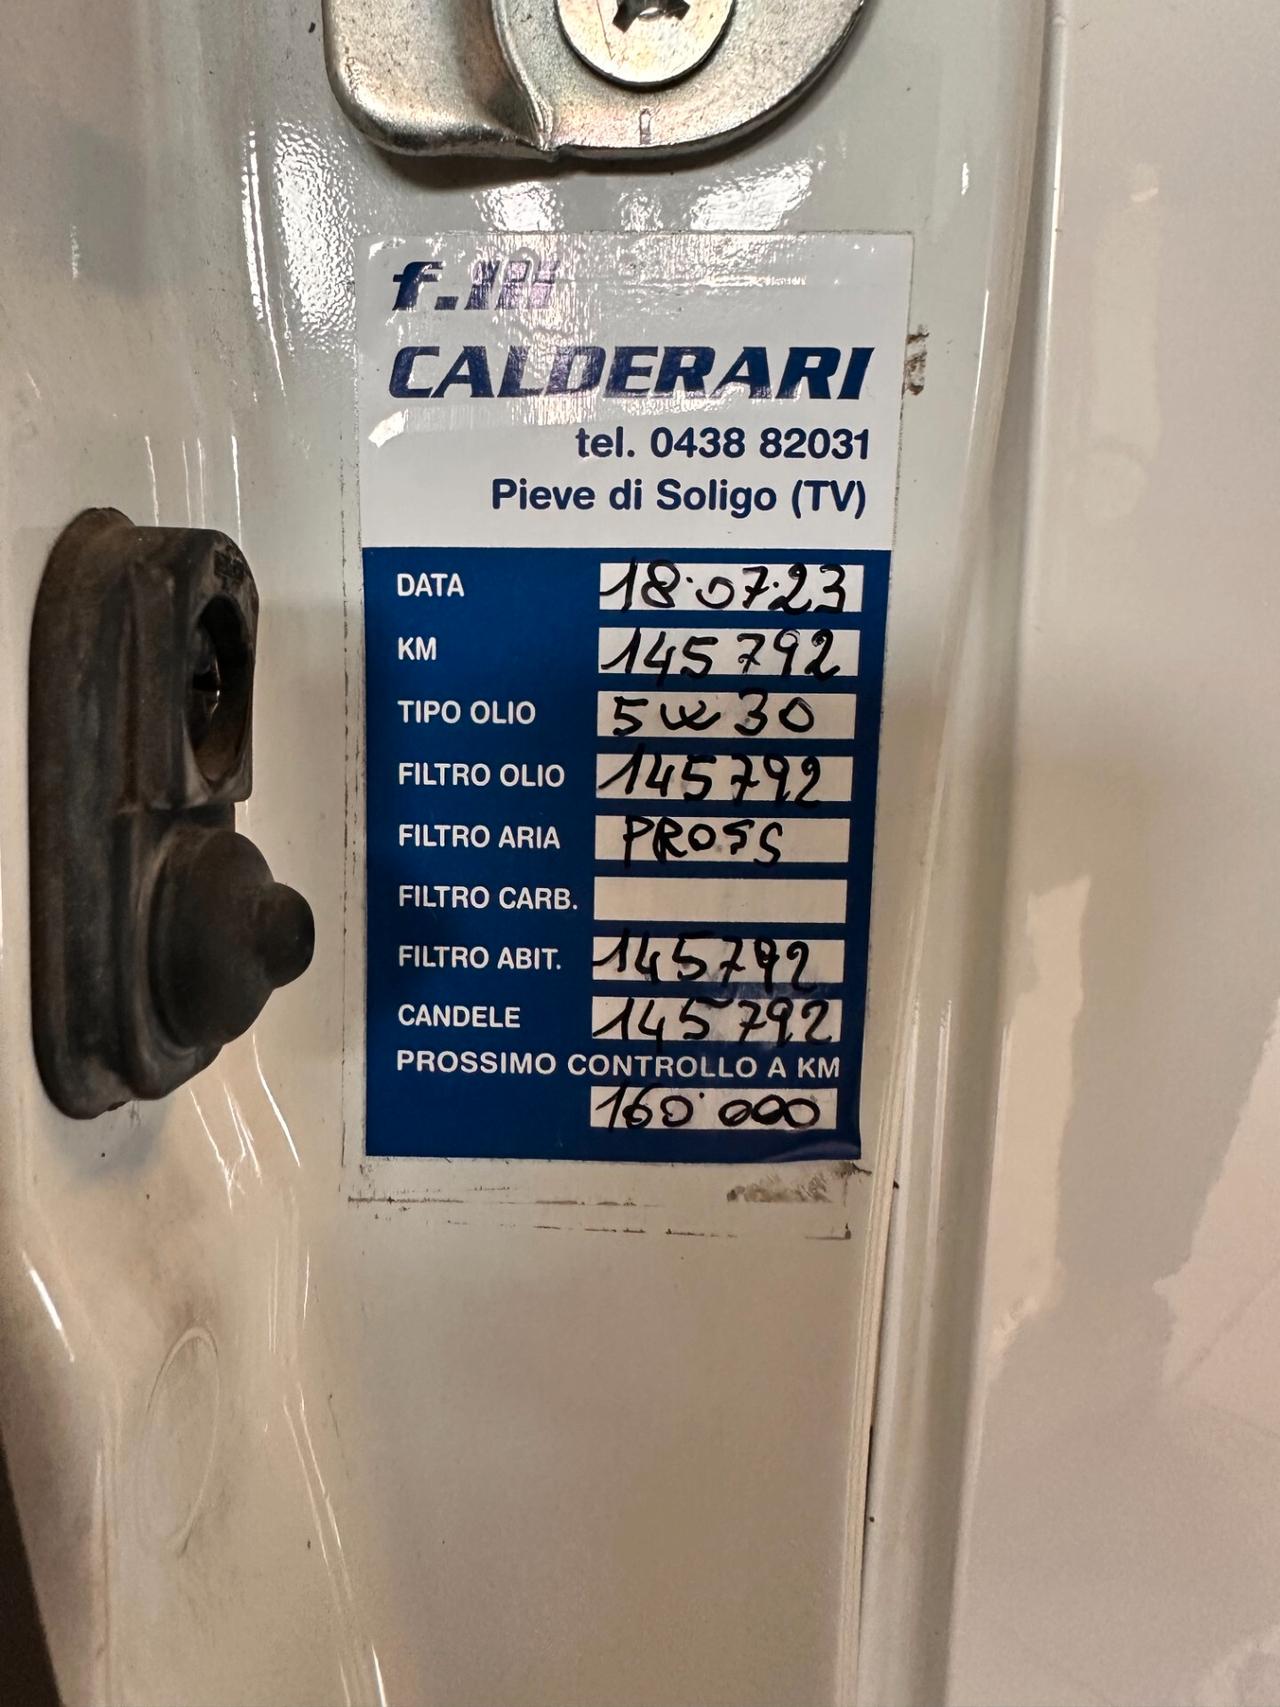 f.lli
CALDERARI
tel. 0438 82031
Pieve di Soligo (TV)
DATA 18.07.23
KM 145792
TIPO OLIO 5w30
FILTRO OLIO 145792
FILTRO ARIA PROSS
FILTRO CARB.
FILTRO ABIT. 145792
CANDELE 145792
PROSSIMO CONTROLLO A KM
160.000